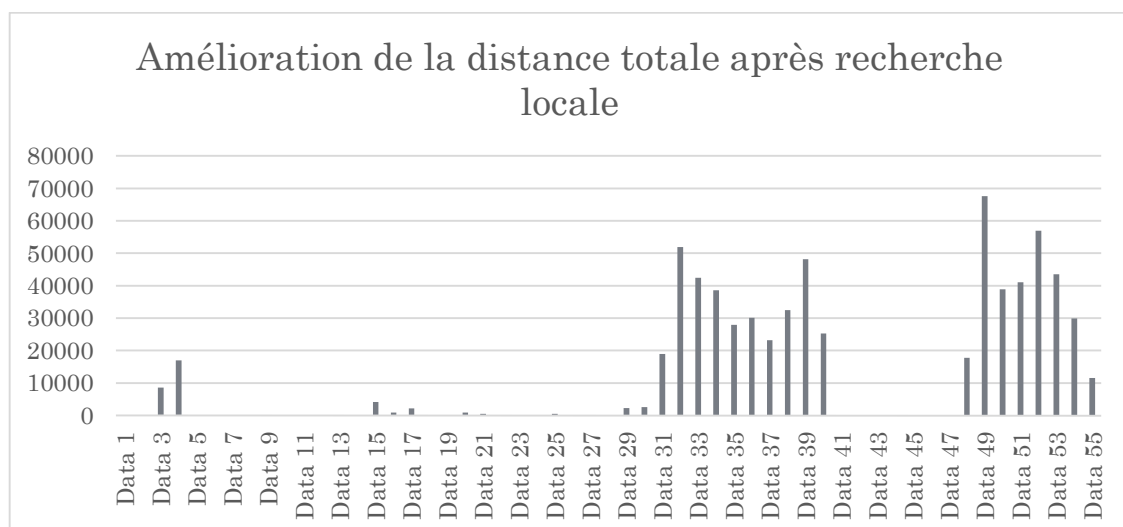 Amélioration de la distance totale après recherche
locale
80000
70000
60000
50000
40000
30000
20000
10000
0
Data 1
Data 3
Data 5
Data 7
Data 9
Data 11
Data 13
Data 15
Data 17
Data 19
Data 21
Data 23
Data 25
Data 27
Data 29
Data 31
Data 33
Data 35
Data 37
Data 39
Data 41
Data 43
Data 45
Data 47
Data 49
Data 51
Data 53
Data 55